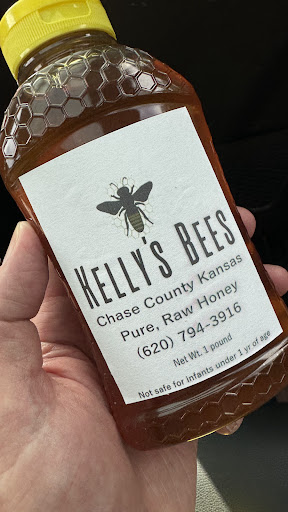 KELLY'S BEES
Chase County Kansas
Pure, Raw Honey
(620) 794-3916
Net Wt. 1 pound
Not safe for infants under 1 yr of age